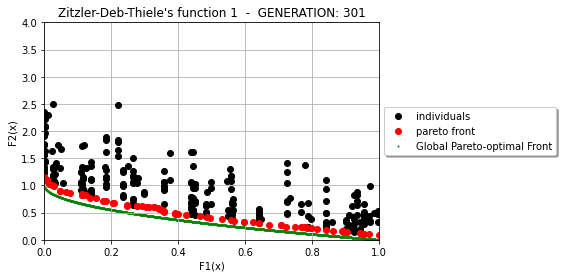 Zitzler-Deb-Thiele's function 1 - GENERATION: 301
4.0
3.5
3.0
2.5
2.0
1.5
1.0
0.5
0.0
F2(x)
0.0 0.2 0.4 0.6 0.8 1.0
F1(x)
individuals
pareto front
Global Pareto-optimal Front